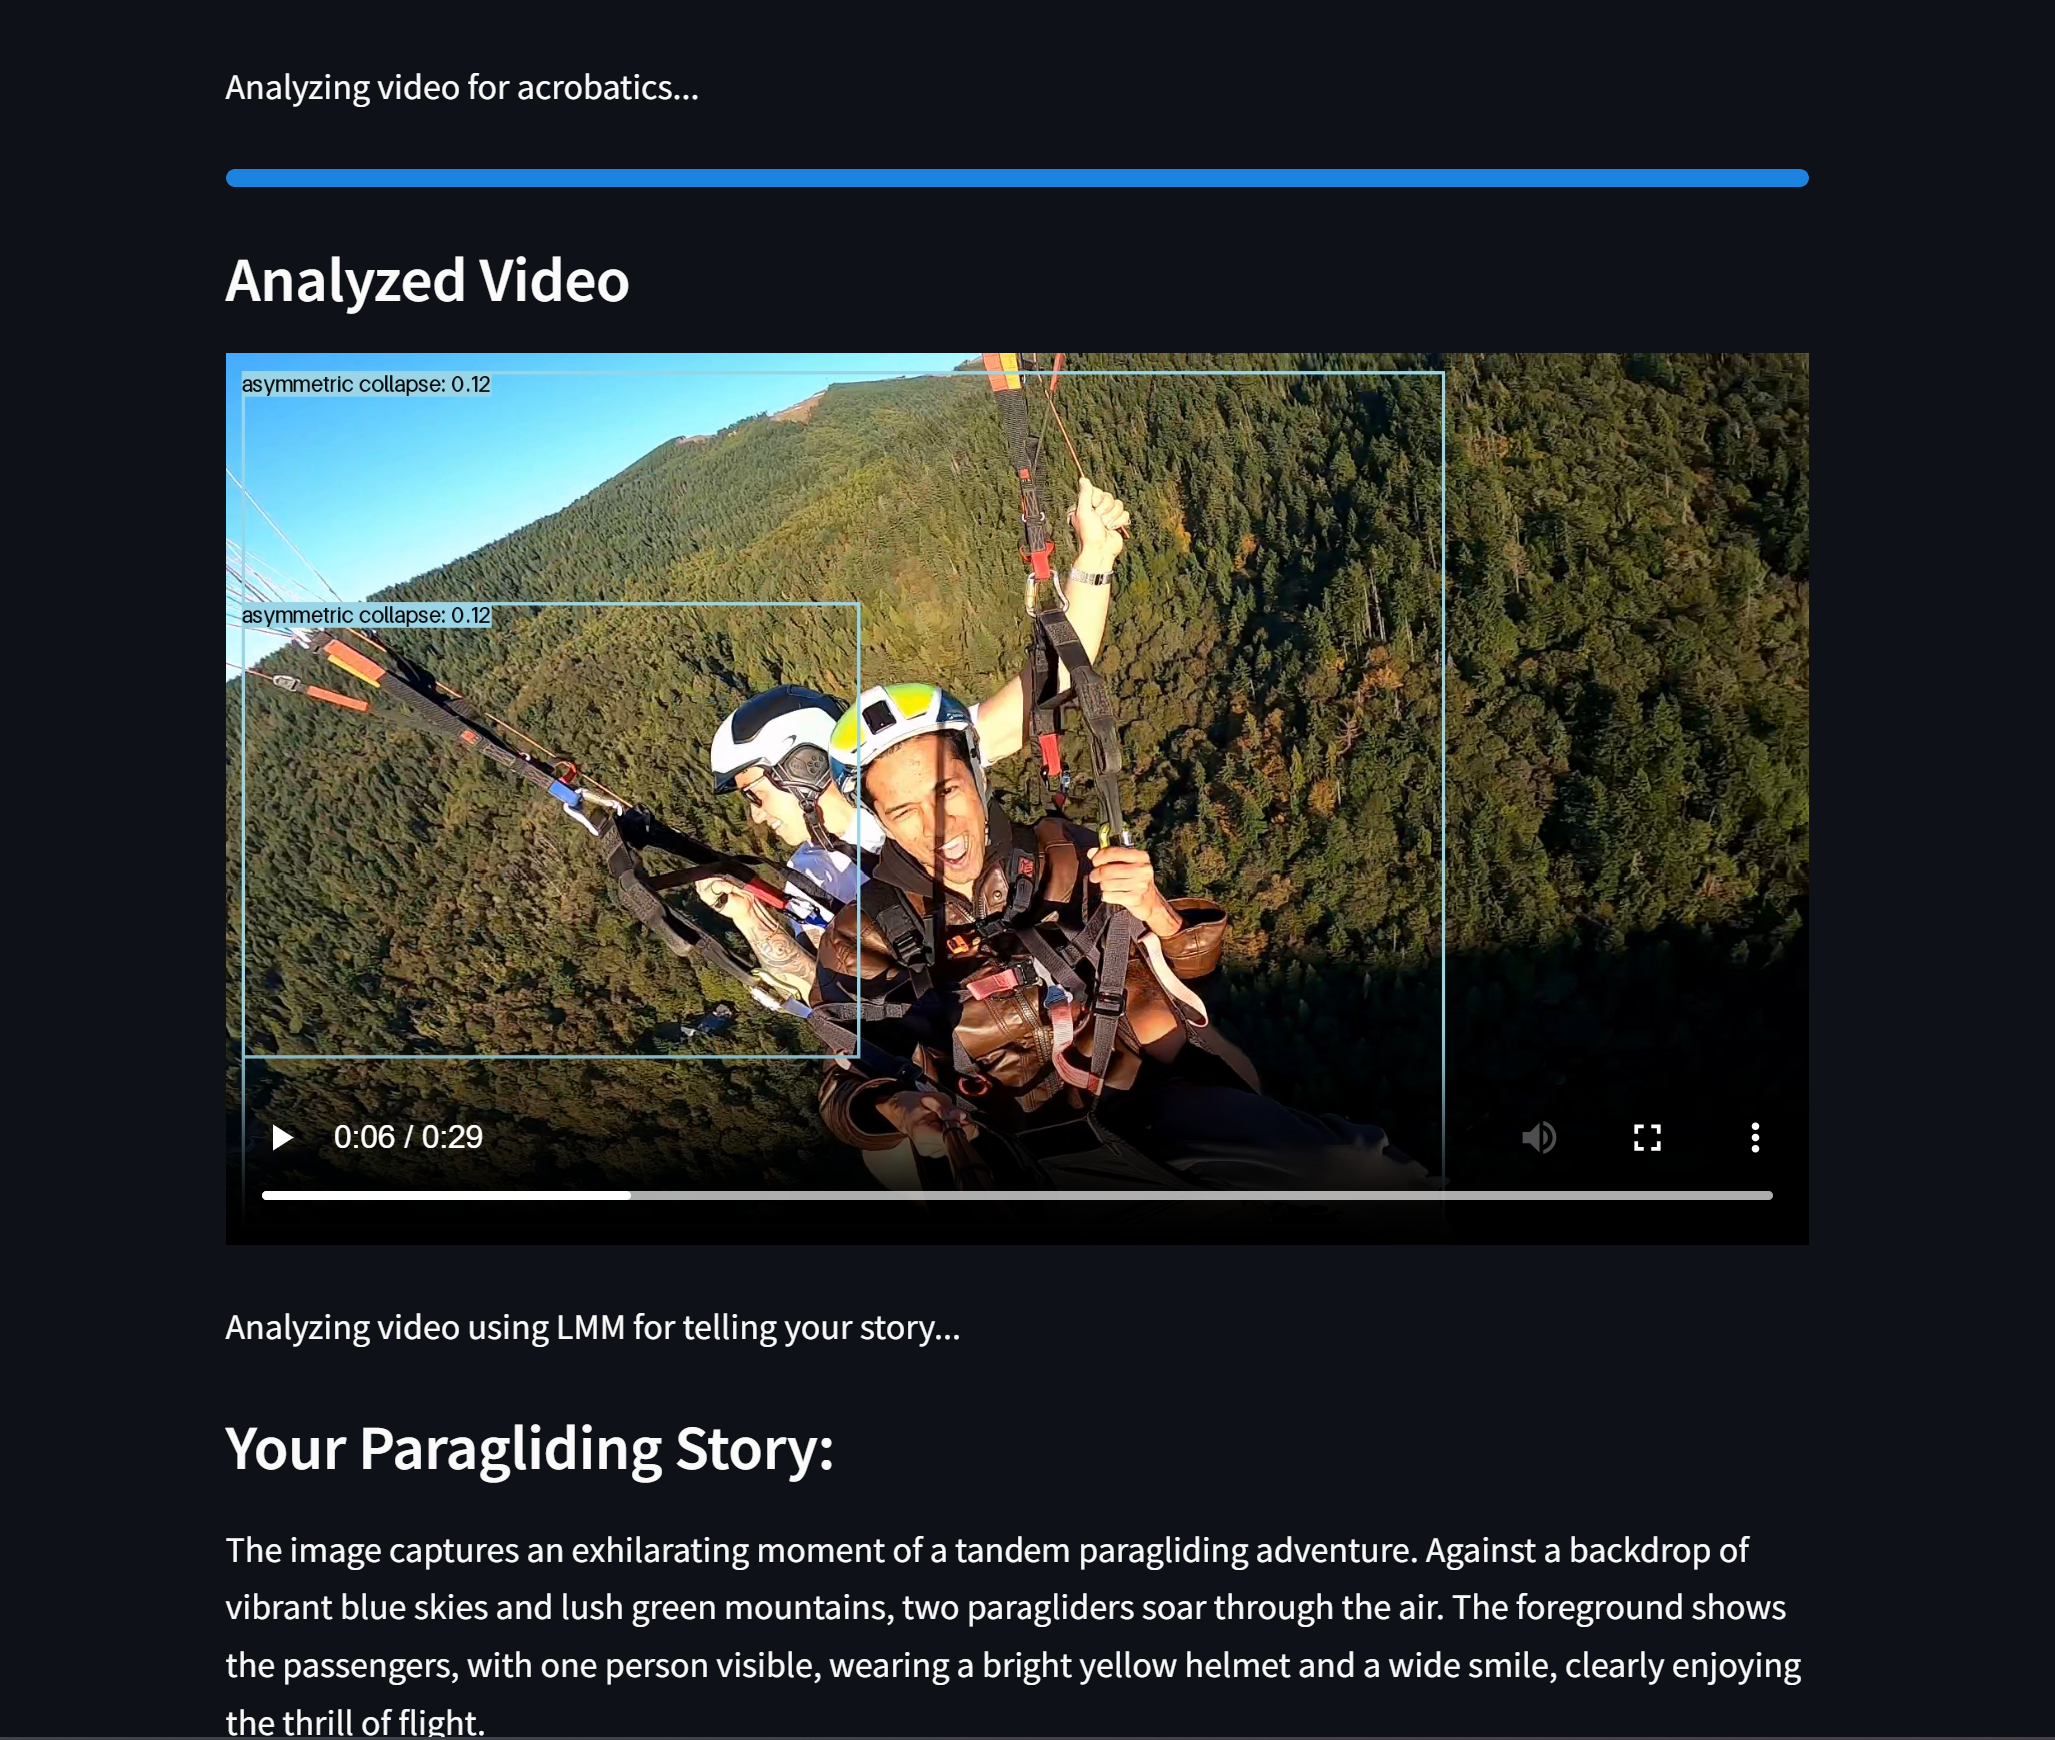 Analyzing video for acrobatics...
Analyzed Video
asymmetric collapse: 0.12
asymmetric collapse: 0.12
0:06 / 0:29
Analyzing video using LMM for telling your story...
Your Paragliding Story:
The image captures an exhilarating moment of a tandem paragliding adventure. Against a backdrop of
vibrant blue skies and lush green mountains, two paragliders soar through the air. The foreground shows
the passengers, with one person visible, wearing a bright yellow helmet and a wide smile, clearly enjoying
the thrill of flight.